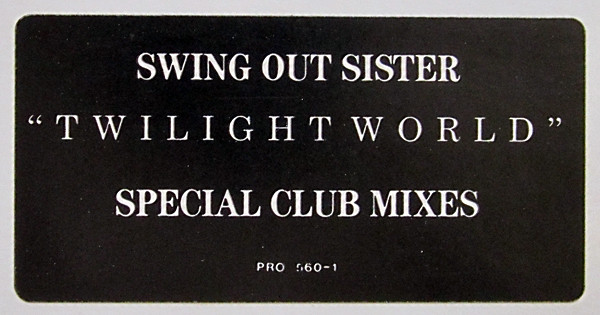 SWING OUT SISTER
“TWILIGHT WORLD”
SPECIAL CLUB MIXES
PRO 560-1